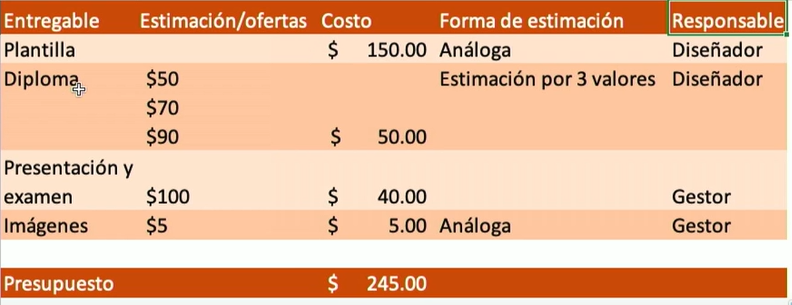 Entregable Estimación/ofertas Costo Forma de estimación Responsable
Plantilla $ 150.00 Análoga Diseñador
Diploma $50 Estimación por 3 valores Diseñador
$70
$90 $ 50.00
Presentación y
examen $100 $ 40.00 Gestor
Imágenes $5 $ 5.00 Análoga Gestor
Presupuesto $ 245.00